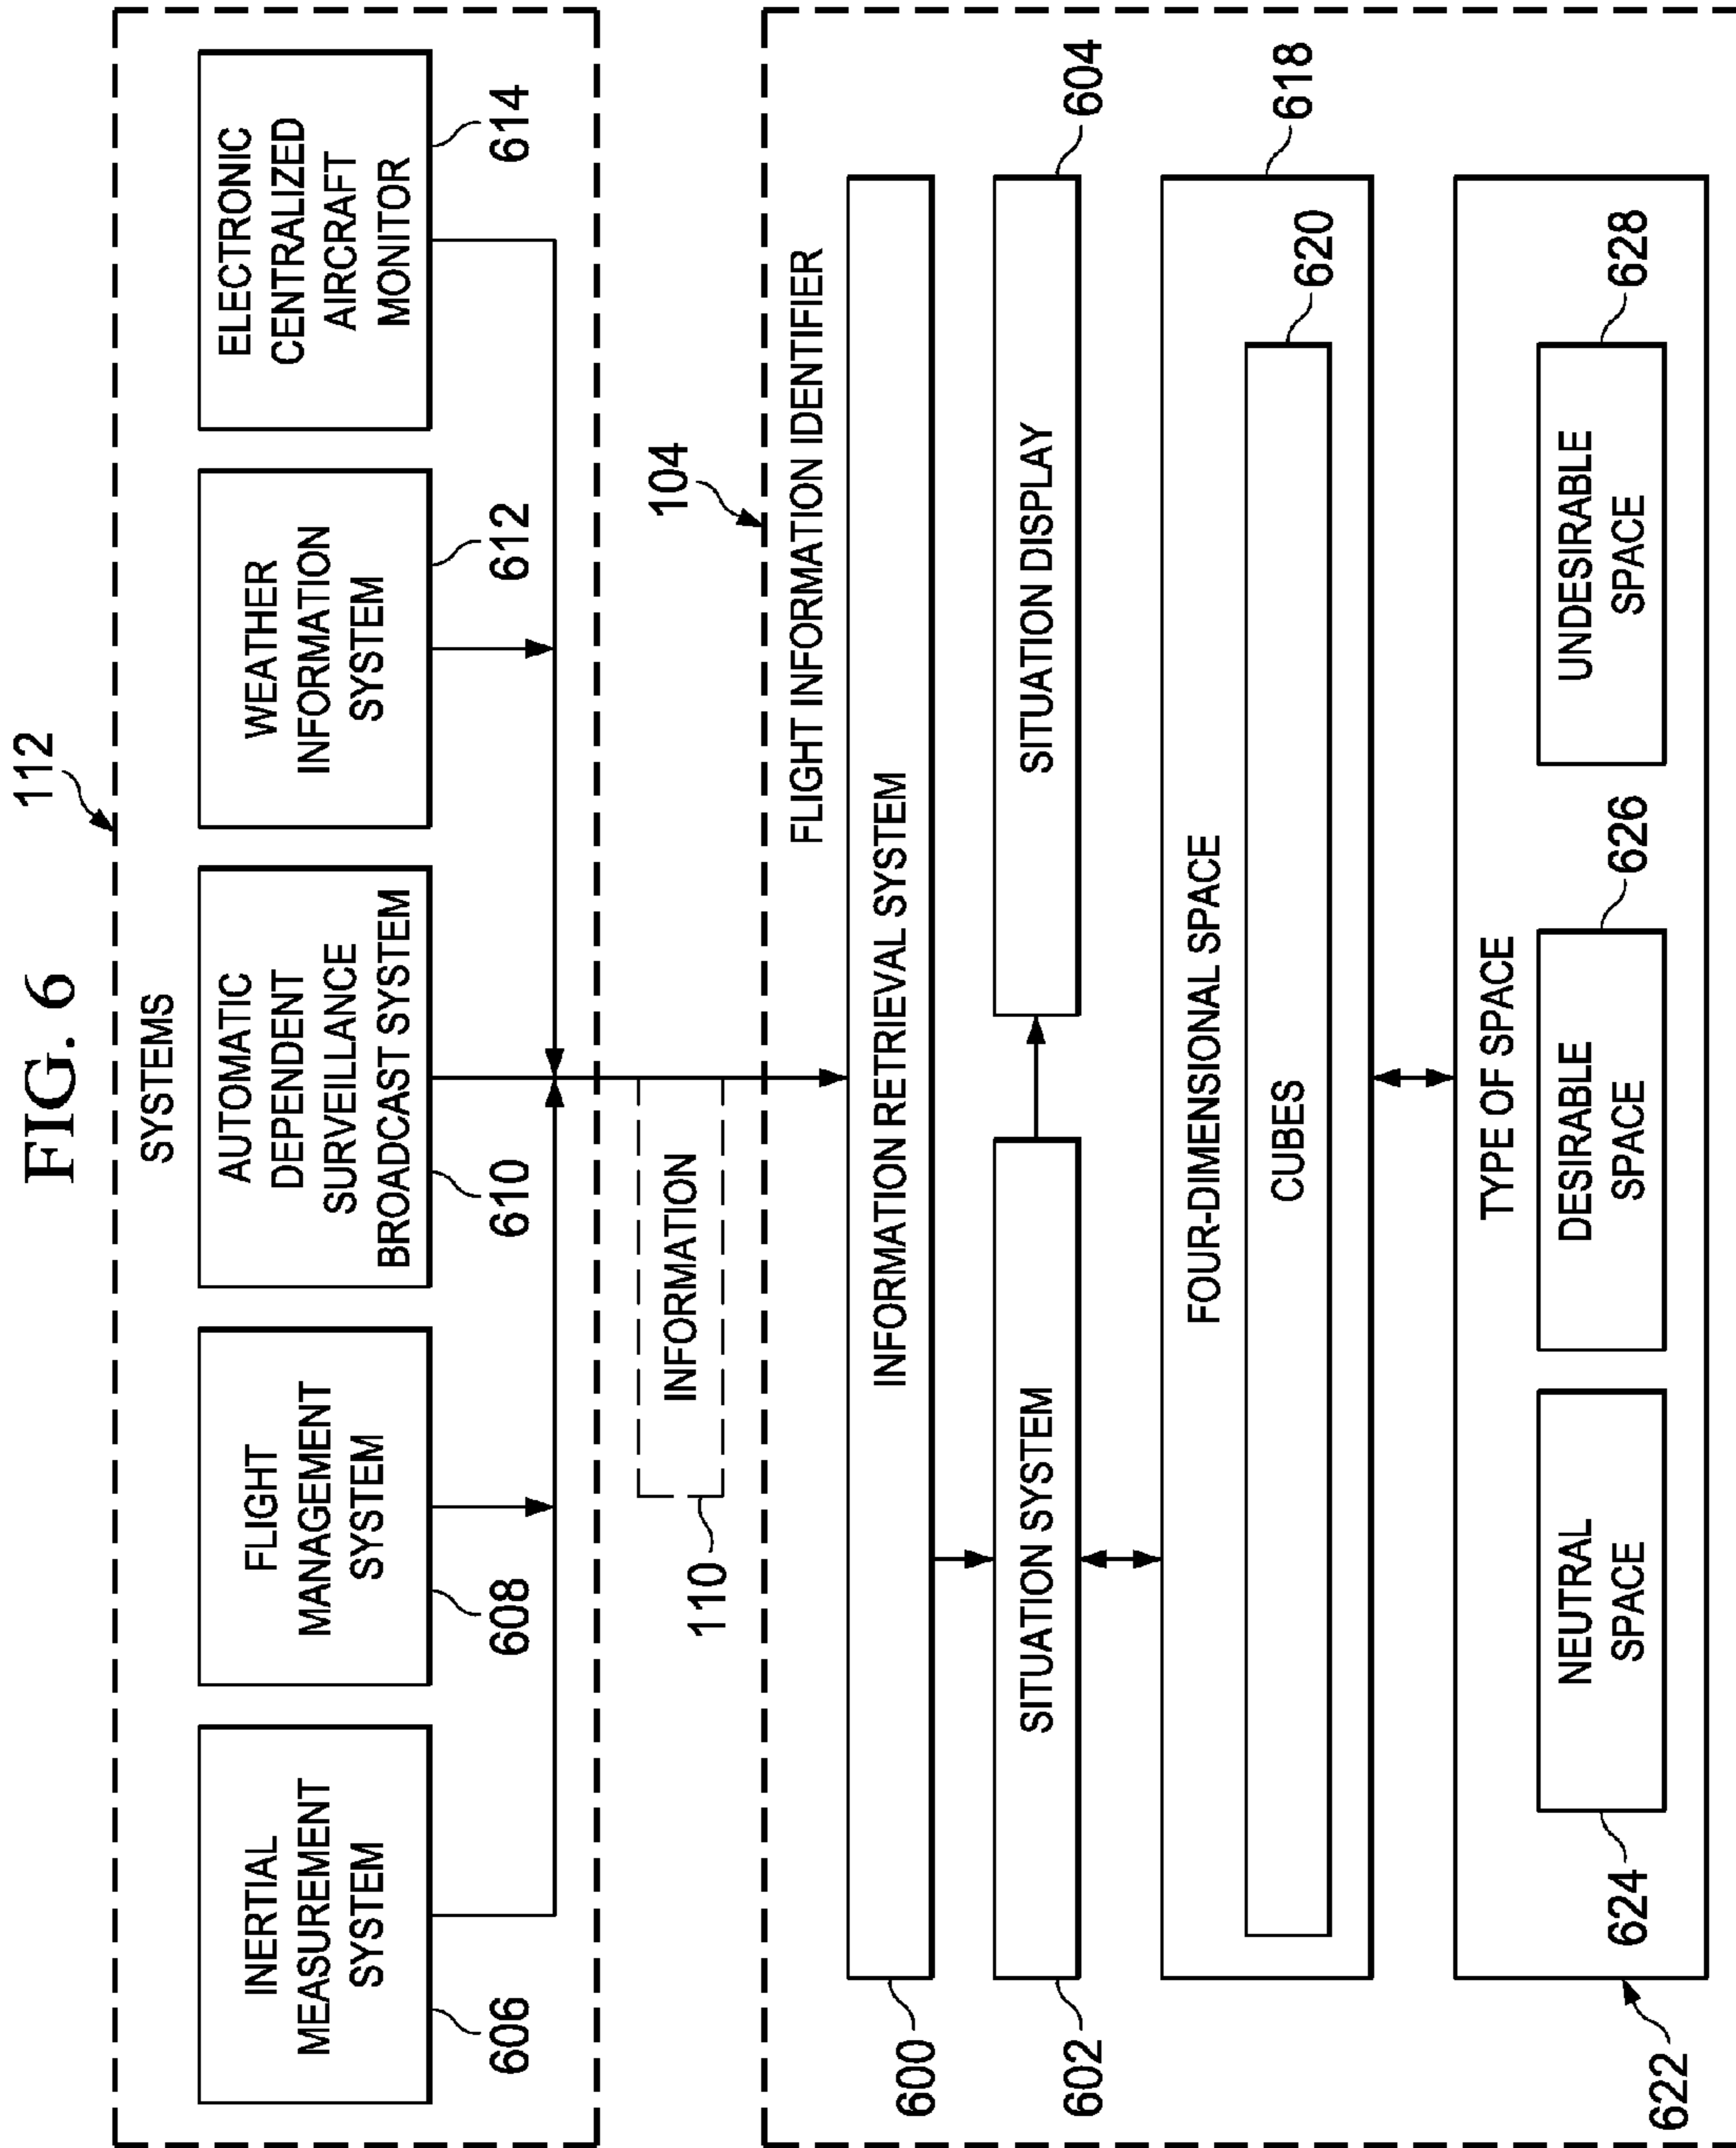 FIG. 6
112
SYSTEMS
INERTIAL
MEASUREMENT
SYSTEM
606
FLIGHT
MANAGEMENT
SYSTEM
608
AUTOMATIC
DEPENDENT
SURVEILLANCE
BROADCAST SYSTEM
610
WEATHER
INFORMATION
SYSTEM
612
ELECTRONIC
CENTRALIZED
AIRCRAFT
MONITOR
614
INFORMATION
110
104
FLIGHT INFORMATION IDENTIFIER
INFORMATION RETRIEVAL SYSTEM
600
SITUATION SYSTEM
602
SITUATION DISPLAY
604
FOUR-DIMENSIONAL SPACE
618
CUBES
620
TYPE OF SPACE
622
NEUTRAL
SPACE
624
DESIRABLE
SPACE
626
UNDESIRABLE
SPACE
628